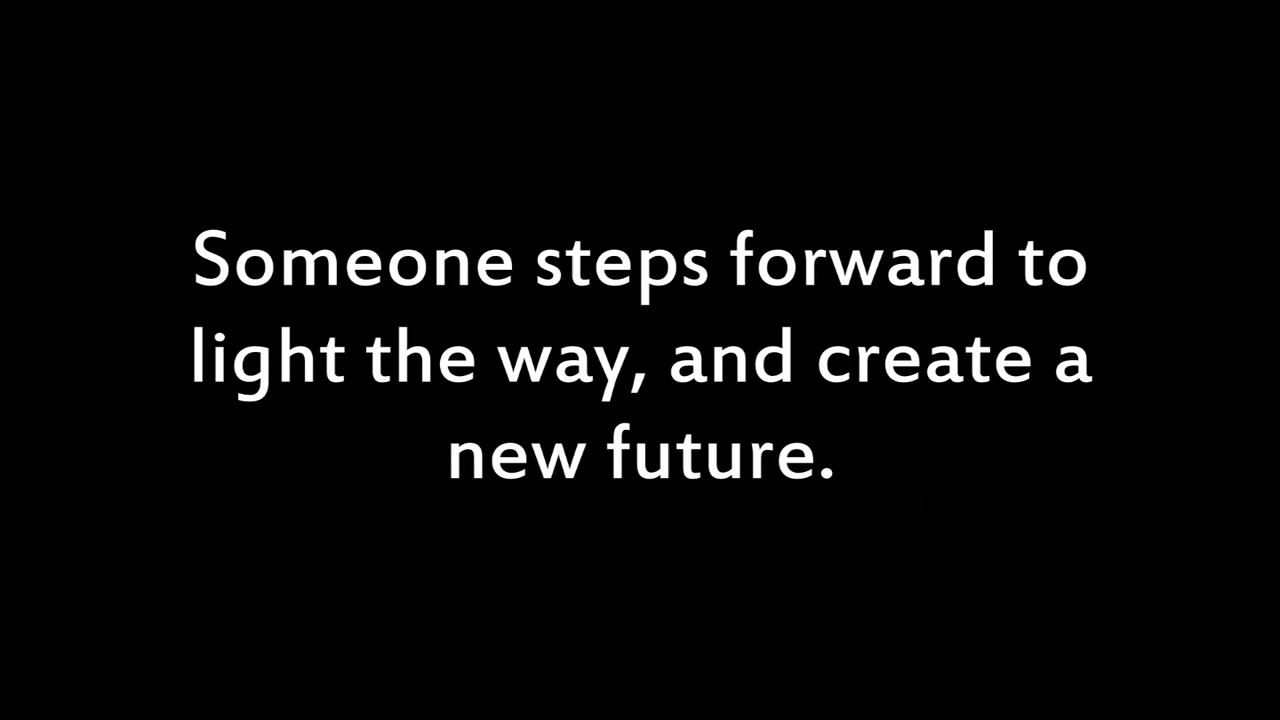 Someone steps forward to
light the way, and create a
new future.